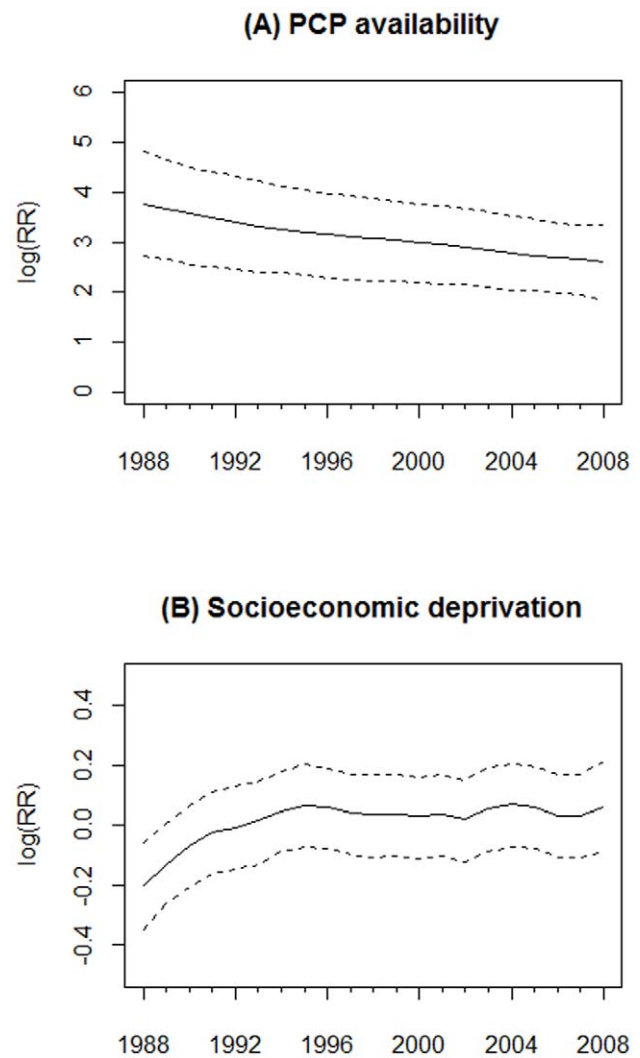 (A) PCP availability
6
5
4
3
2
1
0
log(RR)
1988 1992 1996 2000 2004 2008
(B) Socioeconomic deprivation
0.4
0.2
0.0
-0.2
-0.4
log(RR)
1988 1992 1996 2000 2004 2008